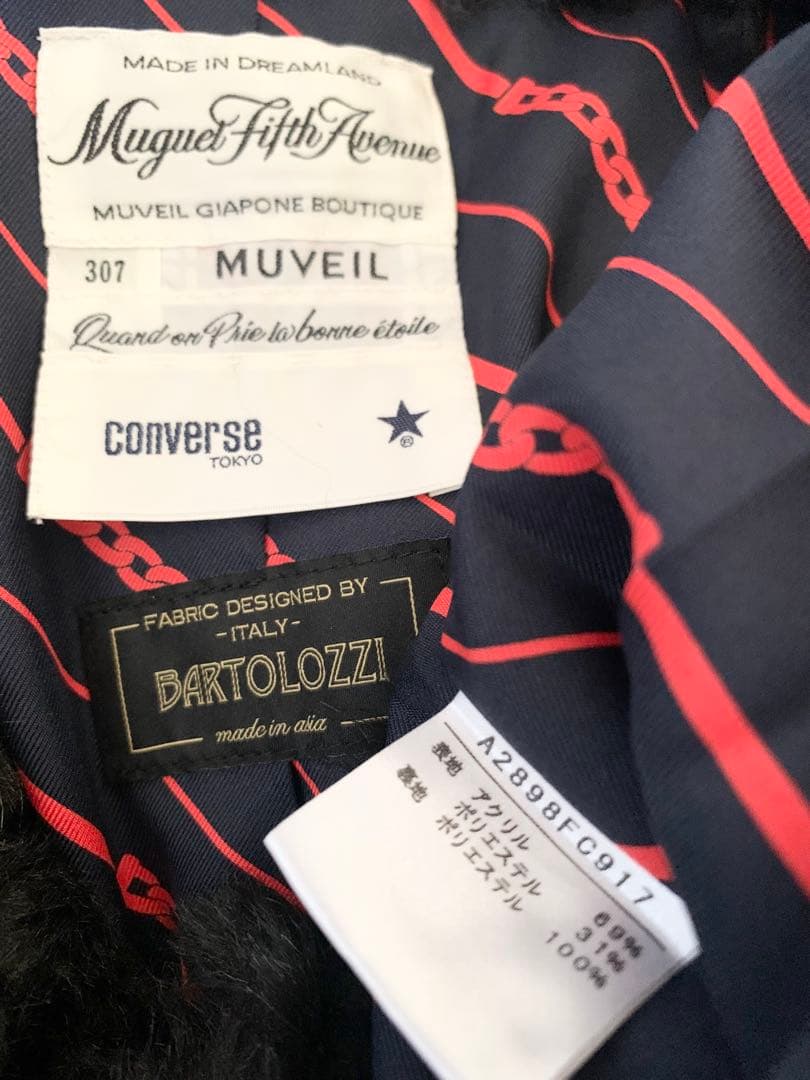 MADE IN DREAMLAND
Muguet Fifth Avenue
MUVEIL GIAPONE BOUTIQUE
307 MUVEIL
Quand on Prie la bonne étoile
converse
TOKYO
®
FABRIC DESIGNED BY
-ITALY-
BARTOLOZZI
made in asia
A2898FC917
表地 アクリル 69%
ポリエステル 31%
裏地 ポリエステル 100%